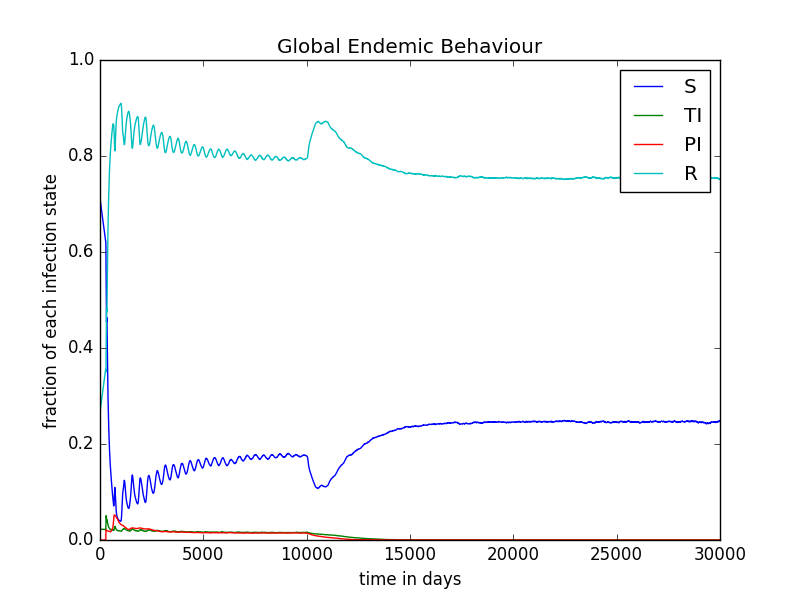 Global Endemic Behaviour
1.0
0.8
0.6
0.4
0.2
0.0
fraction of each infection state
S
TI
PI
R
0 5000 10000 15000 20000 25000 30000
time in days